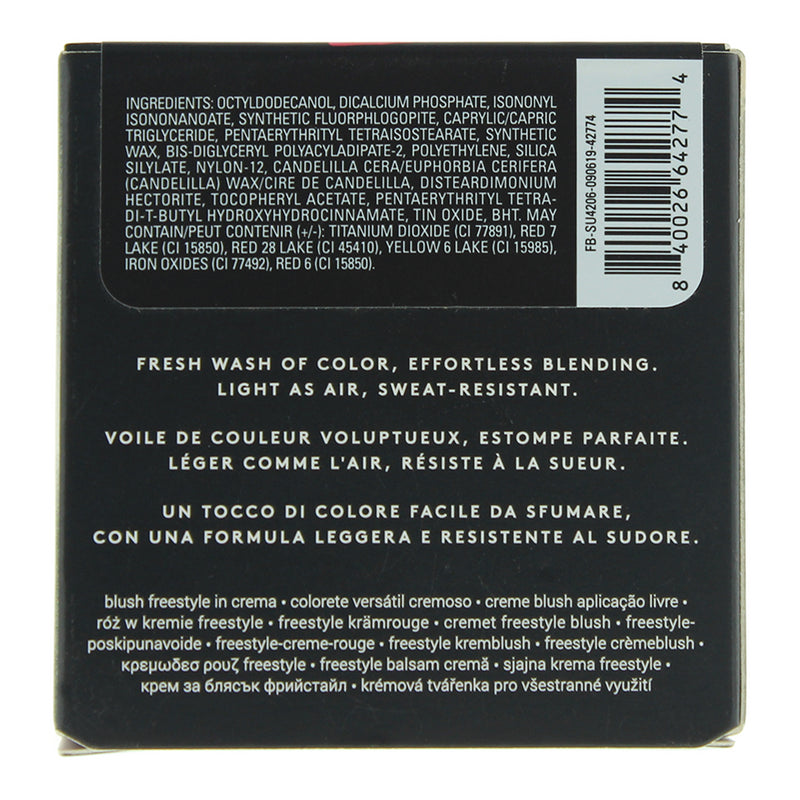 INGREDIENTS: OCTYLDODECANOL, DICALCIUM PHOSPHATE, ISONONYL
ISONONANOATE, SYNTHETIC FLUORPHLOGOPITE, CAPRYLIC/CAPRIC
TRIGLYCERIDE, PENTAERYTHRITYL TETRAISOSTEARATE, SYNTHETIC
WAX, BIS-DIGLYCERYL POLYACYLADIPATE-2, POLYETHYLENE, SILICA
SILYLATE, NYLON-12, CANDELILLA CERA/EUPHORBIA CERIFERA
(CANDELILLA) WAX/CIRE DE CANDELILLA, DISTEARDIMONIUM
HECTORITE, TOCOPHERYL ACETATE, PENTAERYTHRITYL TETRA-
DI-T-BUTYL HYDROXYHYDROCINNAMATE, TIN OXIDE, BHT. MAY
CONTAIN/PEUT CONTENIR (+/-): TITANIUM DIOXIDE (CI 77891), RED 7
LAKE (CI 15850), RED 28 LAKE (CI 45410), YELLOW 6 LAKE (CI 15985),
IRON OXIDES (CI 77492), RED 6 (CI 15850).
FB-SU4206-090619-42774
8 40026 64277 4
FRESH WASH OF COLOR, EFFORTLESS BLENDING.
LIGHT AS AIR, SWEAT-RESISTANT.
VOILE DE COULEUR VOLUPTUEUX, ESTOMPE PARFAITE.
LÉGER COMME L'AIR, RÉSISTE À LA SUEUR.
UN TOCCO DI COLORE FACILE DA SFUMARE,
CON UNA FORMULA LEGGERA E RESISTENTE AL SUDORE.
blush freestyle in crema • colorete versátil cremoso • creme blush aplicação livre •
róż w kremie freestyle • freestyle krämrouge • cremet freestyle blush • freestyle-
poskipunavoide • freestyle-creme-rouge • freestyle kremblush • freestyle crèmeblush •
κρεμωδες ρουζ freestyle • freestyle balsam cremă • sjajna krema freestyle •
крем за блясък фрийстайл • krémová tvářenka pro všestranné využití